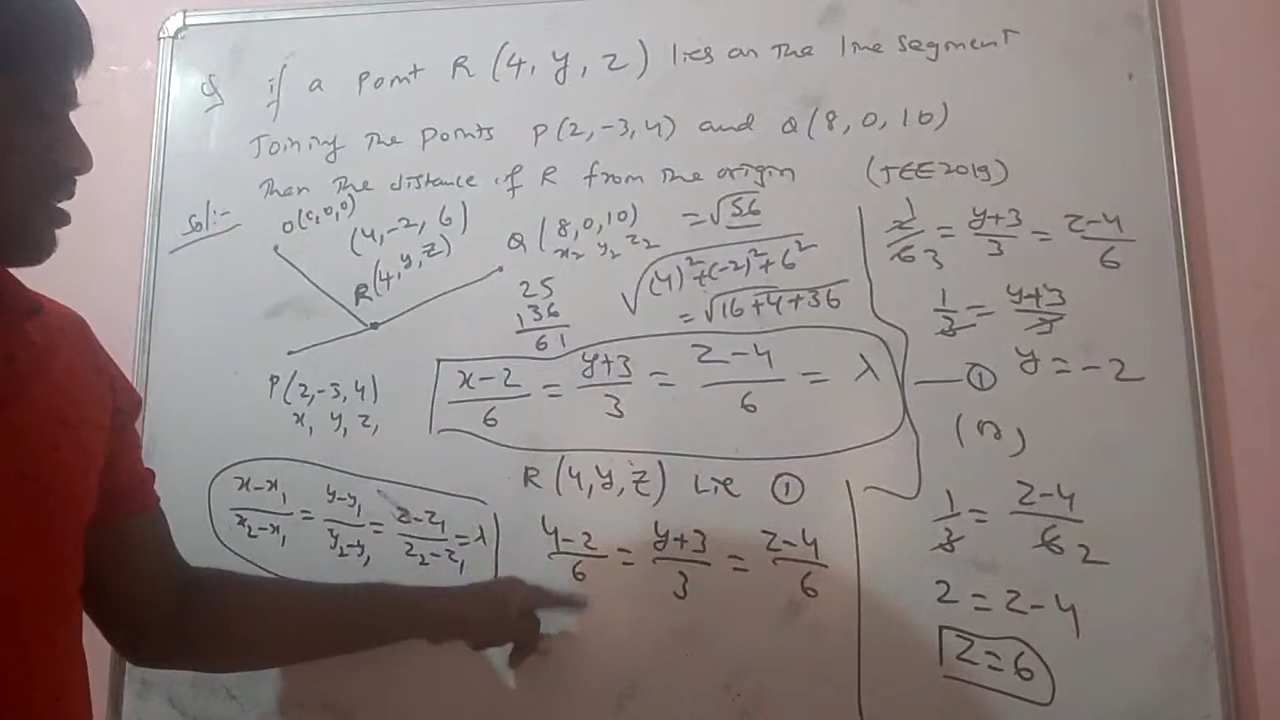 Q if a point R (4, y, z) lies on the line segment
Joining the points P(2, -3, 4) and Q(8, 0, 10)
Then the distance of R from the origin (JEE 2019)
Sol:-
O(0,0,0)
(4, -2, 6)
R(4, y, z)
Q (8, 0, 10)
x₂ y₂ z₂
P(2, -3, 4)
x₁ y₁ z₁
= √56
√(4)²+(-2)²+6²
= √16+4+36
25
136
61
x-2/6 = y+3/3 = z-4/6 = λ — ①
x-x₁/x₂-x₁ = y-y₁/y₂-y₁ = z-z₁/z₂-z₁ = λ
R (4, y, z) Lie ①
4-2/6 = y+3/3 = z-4/6
2/6 = y+3/3 = z-4/6
1
3
1/3 = y+3/3
y = -2
1/3 = z-4/6
2
2 = z-4
z = 6